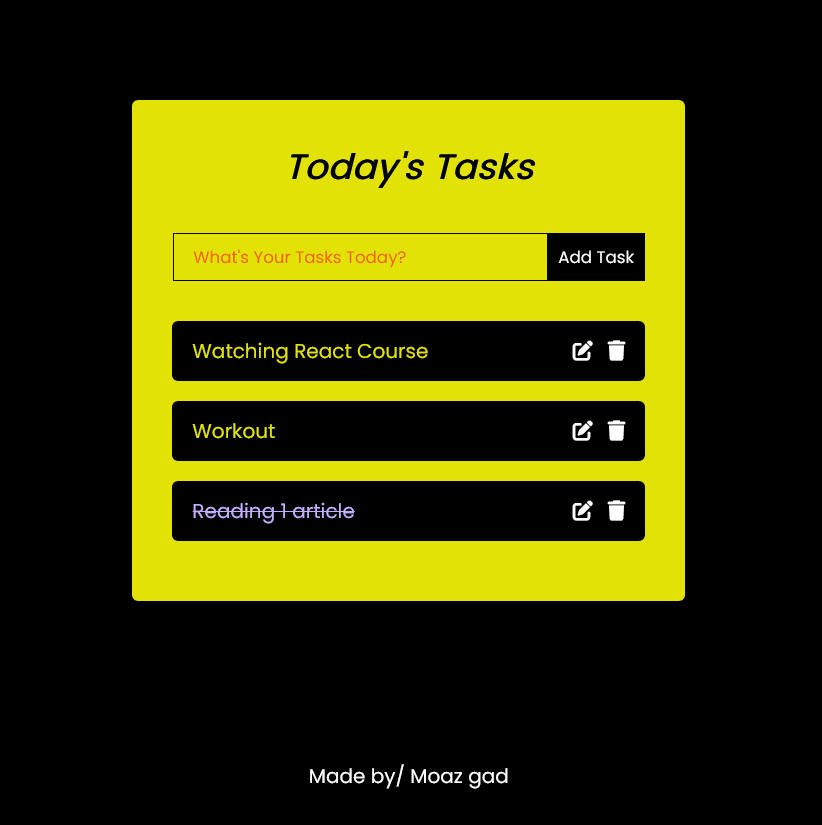 Today's Tasks
What's Your Tasks Today?
Add Task
Watching React Course
Workout
Reading 1 article
Made by/ Moaz gad